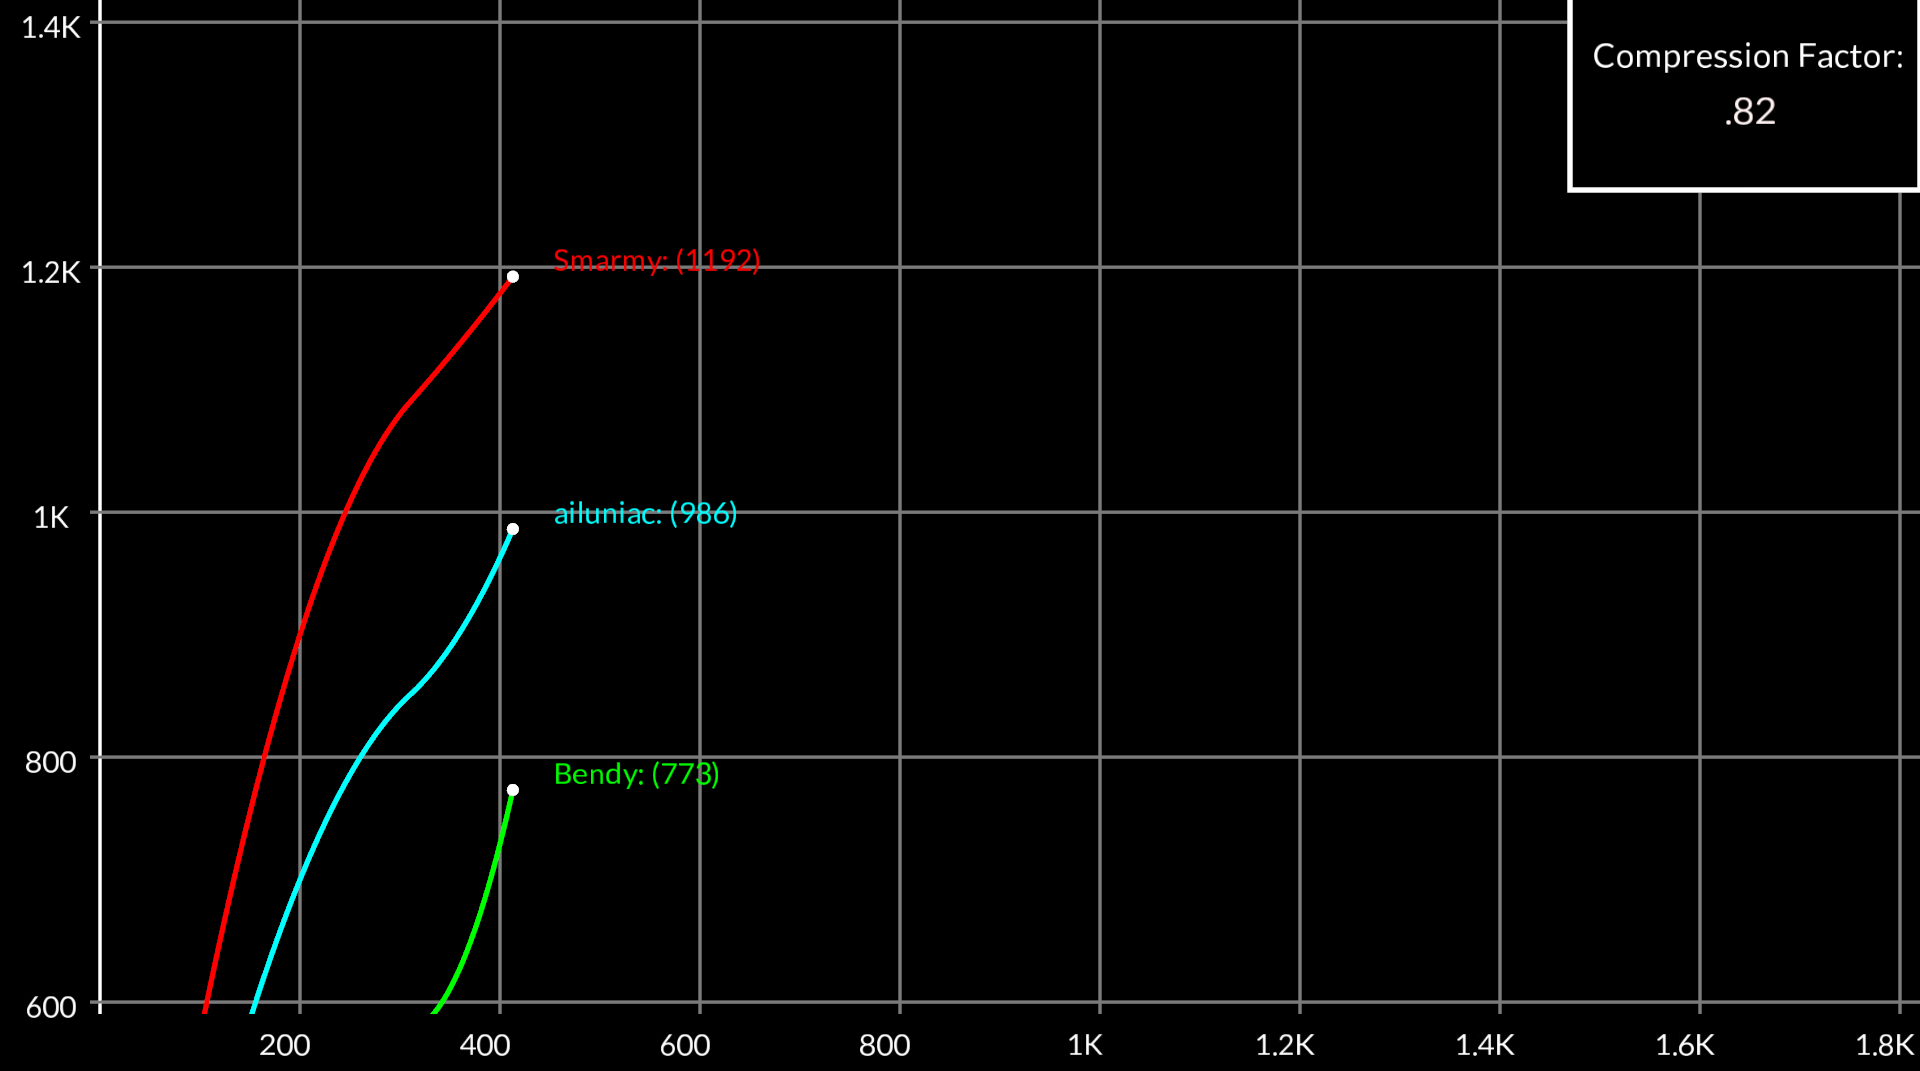 1.4K
Compression Factor:
.82
Smarmy: (1192)
1.2K
ailuniac: (986)
1K
800
Bendy: (773)
600
200 400 600 800 1K 1.2K 1.4K 1.6K 1.8K